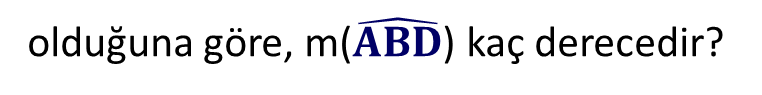 olduğuna göre, m(ABD) kaç derecedir?